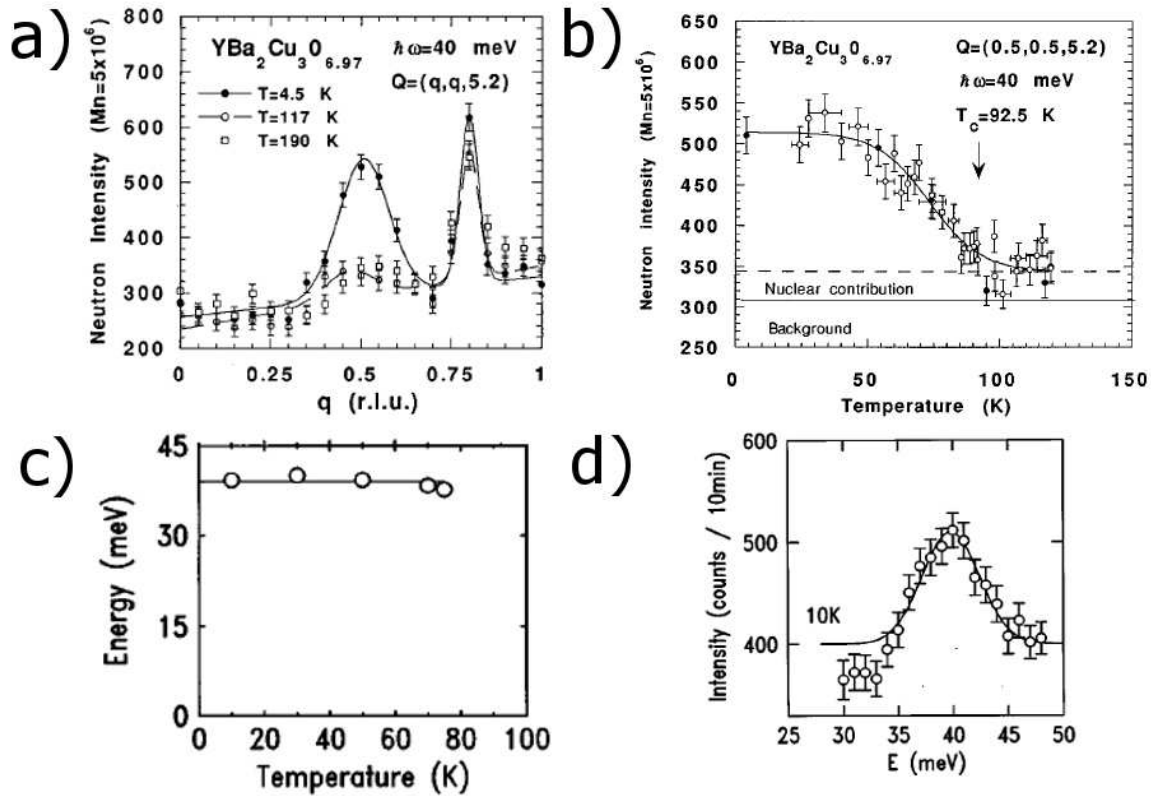 a)
800
700
600
500
400
300
200
Neutron Intensity (Mn=5x10⁶)
YBa₂Cu₃0₆.₉₇
ℏω=40 meV
Q=(q,q,5.2)
T=4.5 K
T=117 K
T=190 K
0 0.25 0.5 0.75 1
q (r.l.u.)
b)
650
600
550
500
450
400
350
300
250
Neutron intensity (Mn=5x10⁶)
YBa₂Cu₃0₆.₉₇
Q=(0.5,0.5,5.2)
ℏω=40 meV
T_c=92.5 K
Nuclear contribution
Background
0 50 100 150
Temperature (K)
c)
45
30
15
0
Energy (meV)
0 20 40 60 80 100
Temperature (K)
d)
600
500
400
Intensity (counts / 10min)
10K
25 30 35 40 45 50
E (meV)